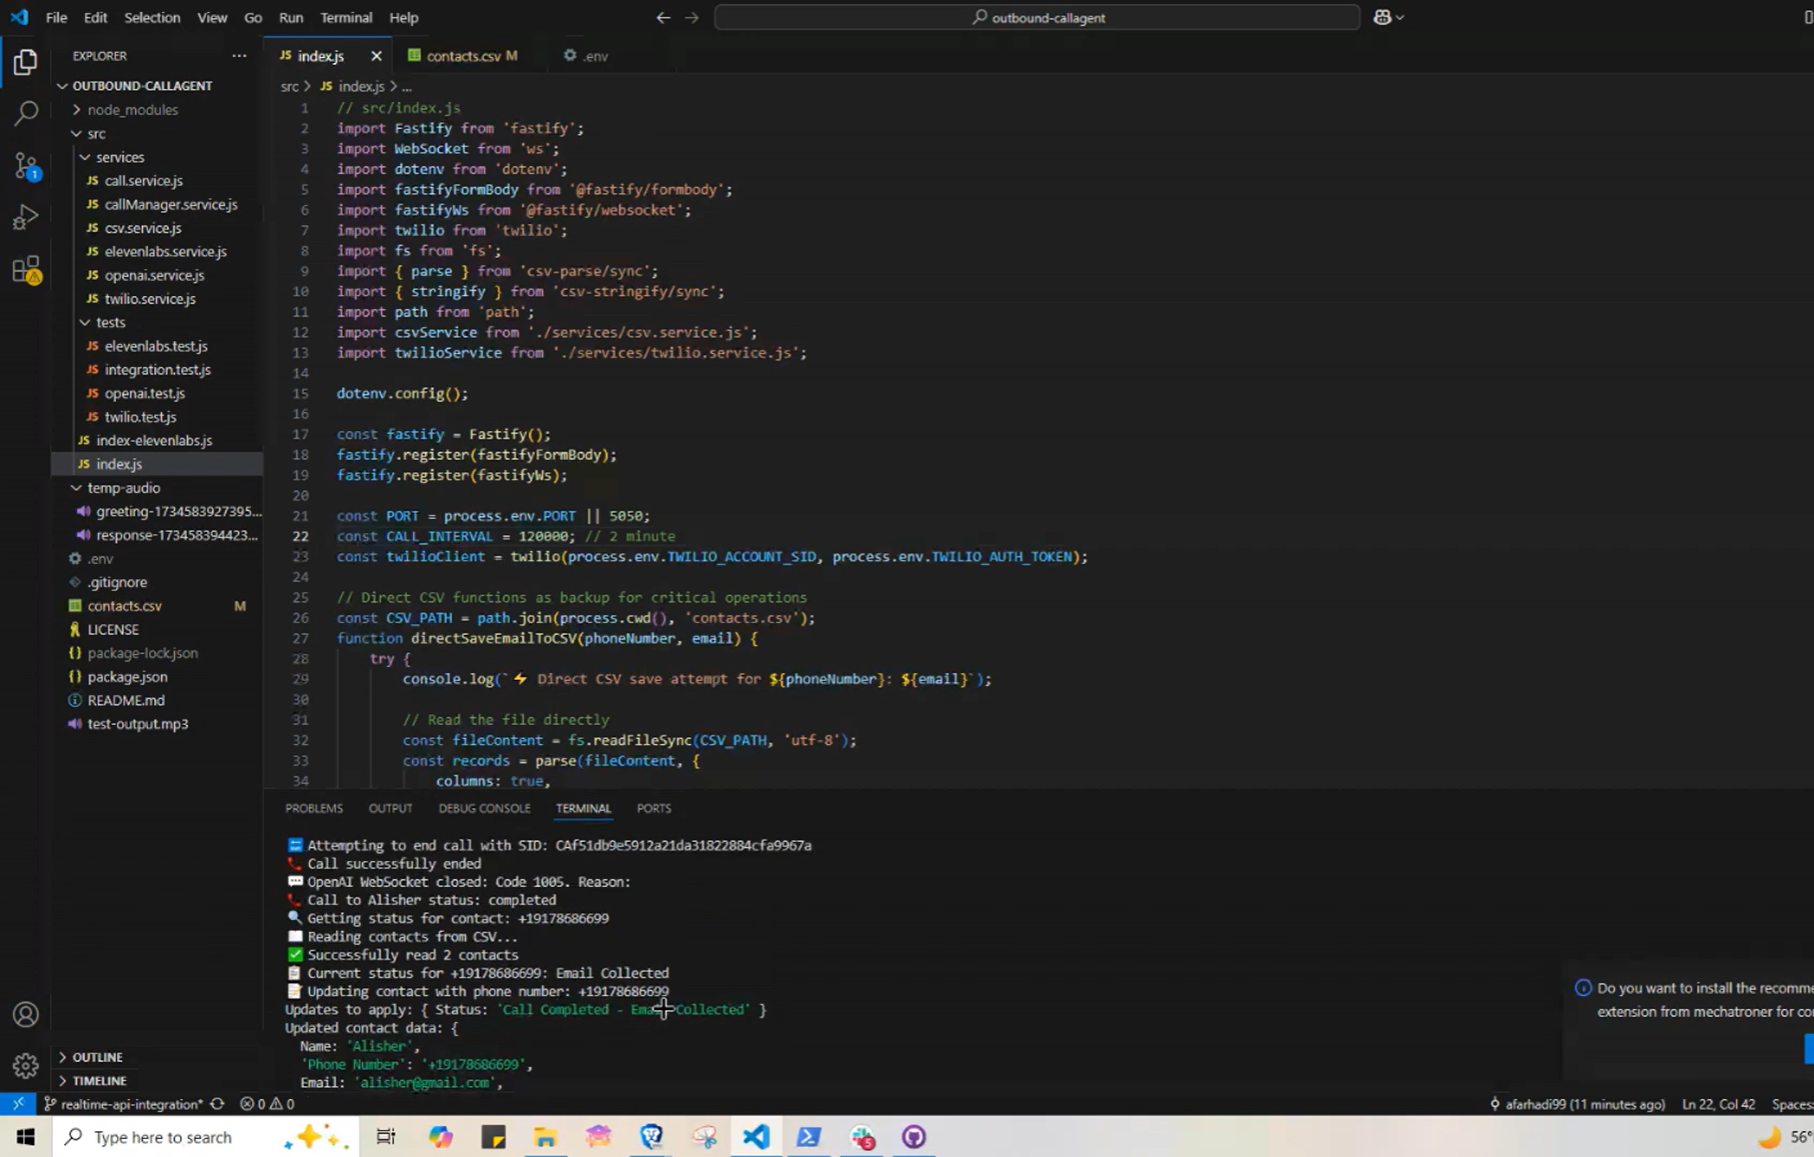 File Edit Selection View Go Run Terminal Help
outbound-callagent
EXPLORER
OUTBOUND-CALLAGENT
node_modules
src
services
JS call.service.js
JS callManager.service.js
JS csv.service.js
JS elevenlabs.service.js
JS openai.service.js
JS twilio.service.js
tests
JS elevenlabs.test.js
JS integration.test.js
JS openai.test.js
JS twilio.test.js
JS index-elevenlabs.js
JS index.js
temp-audio
greeting-1734583927395...
response-173458394423...
.env
.gitignore
contacts.csv M
LICENSE
package-lock.json
package.json
README.md
test-output.mp3
OUTLINE
TIMELINE
JS index.js
contacts.csv M
.env
src > JS index.js > ...
1 // src/index.js
2 import Fastify from 'fastify';
3 import WebSocket from 'ws';
4 import dotenv from 'dotenv';
5 import fastifyFormBody from '@fastify/formbody';
6 import fastifyWs from '@fastify/websocket';
7 import twilio from 'twilio';
8 import fs from 'fs';
9 import { parse } from 'csv-parse/sync';
10 import { stringify } from 'csv-stringify/sync';
11 import path from 'path';
12 import csvService from './services/csv.service.js';
13 import twilioService from './services/twilio.service.js';
14
15 dotenv.config();
16
17 const fastify = Fastify();
18 fastify.register(fastifyFormBody);
19 fastify.register(fastifyWs);
20
21 const PORT = process.env.PORT || 5050;
22 const CALL_INTERVAL = 120000; // 2 minute
23 const twilioClient = twilio(process.env.TWILIO_ACCOUNT_SID, process.env.TWILIO_AUTH_TOKEN);
24
25 // Direct CSV functions as backup for critical operations
26 const CSV_PATH = path.join(process.cwd(), 'contacts.csv');
27 function directSaveEmailToCSV(phoneNumber, email) {
28 try {
29 console.log(`⚡ Direct CSV save attempt for ${phoneNumber}: ${email}`);
30
31 // Read the file directly
32 const fileContent = fs.readFileSync(CSV_PATH, 'utf-8');
33 const records = parse(fileContent, {
34 columns: true,
PROBLEMS OUTPUT DEBUG CONSOLE TERMINAL PORTS
Attempting to end call with SID: CAf51db9e5912a21da31822884cfa9967a
Call successfully ended
OpenAI WebSocket closed: Code 1005. Reason:
Call to Alisher status: completed
Getting status for contact: +19178686699
Reading contacts from CSV...
Successfully read 2 contacts
Current status for +19178686699: Email Collected
Updating contact with phone number: +19178686699
Updates to apply: { Status: 'Call Completed - Email Collected' }
Updated contact data: {
Name: 'Alisher',
'Phone Number': '+19178686699',
Email: 'alisher@gmail.com',
Do you want to install the recomme
extension from mechatroner for co
realtime-api-integration* 0 0
afarhadi99 (11 minutes ago) Ln 22, Col 42 Spaces:
Type here to search
56°